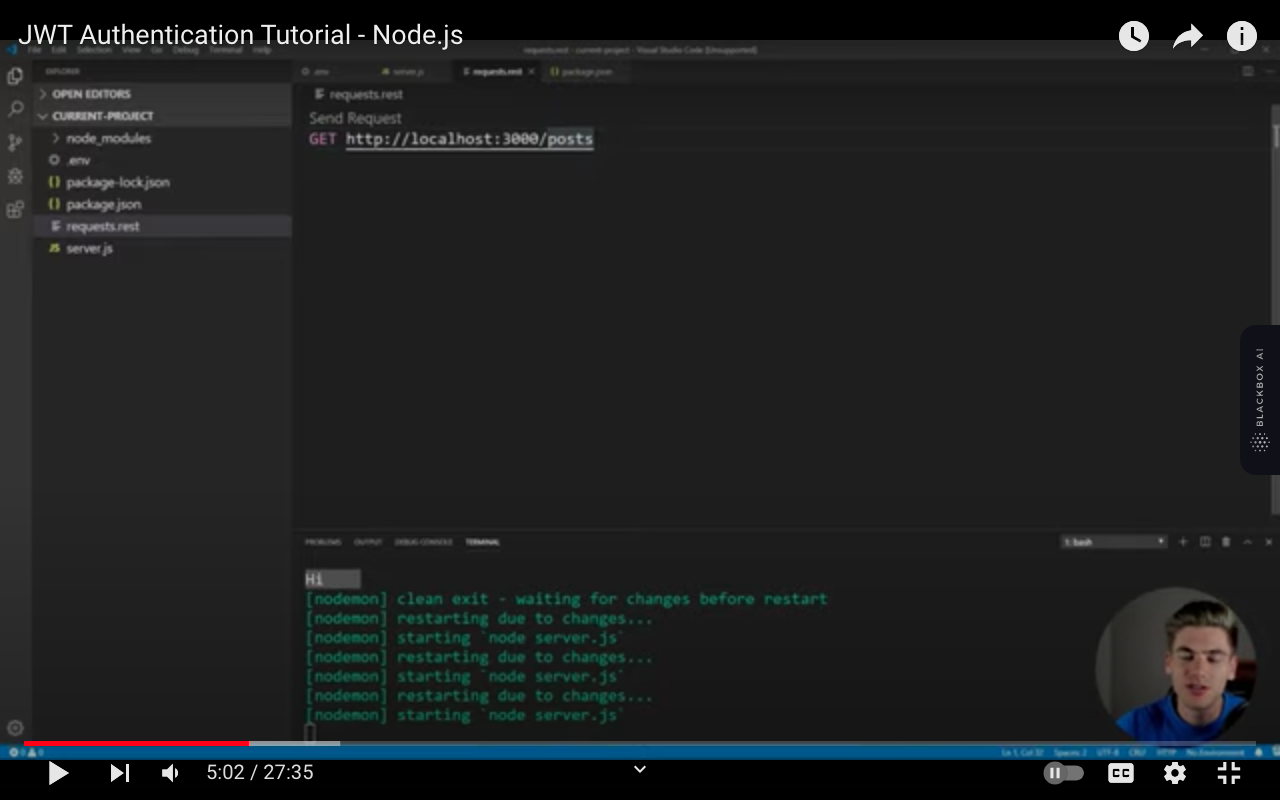 JWT Authentication Tutorial - Node.js
File Edit Selection View Go Debug Terminal Help
requests.rest - current-project - Visual Studio Code [Unsupported]
EXPLORER
.env
server.js
requests.rest
package.json
OPEN EDITORS
requests.rest
CURRENT-PROJECT
Send Request
node_modules
GET http://localhost:3000/posts
.env
package-lock.json
package.json
requests.rest
server.js
BLACKBOX AI
PROBLEMS OUTPUT DEBUG CONSOLE TERMINAL
1: bash
Hi
[nodemon] clean exit - waiting for changes before restart
[nodemon] restarting due to changes...
[nodemon] starting `node server.js`
[nodemon] restarting due to changes...
[nodemon] starting `node server.js`
[nodemon] restarting due to changes...
[nodemon] starting `node server.js`
0 0
Ln 1, Col 32 Spaces: 2 UTF-8 CRLF HTTP No Environment
5:02 / 27:35
CC